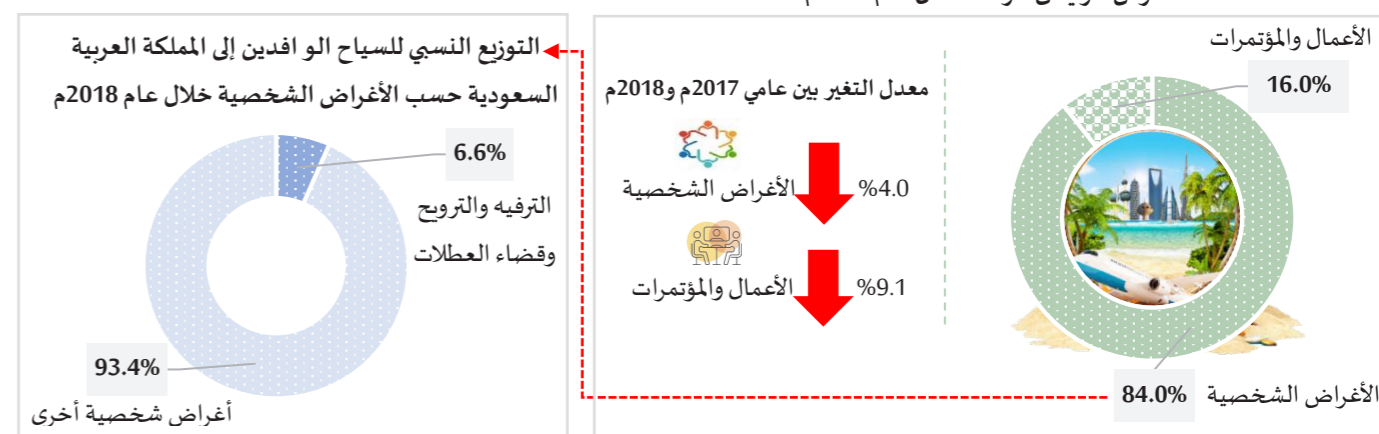 الأعمال والمؤتمرات
16.0%
معدل التغير بين عامي 2017م و2018م
%4.0
الأغراض الشخصية
%9.1
الأعمال والمؤتمرات
الأغراض الشخصية 84.0%
التوزيع النسبي للسياح الوافدين إلى المملكة العربية
السعودية حسب الأغراض الشخصية خلال عام 2018م
6.6%
الترفيه والترويح
وقضاء العطلات
93.4%
أغراض شخصية أخرى